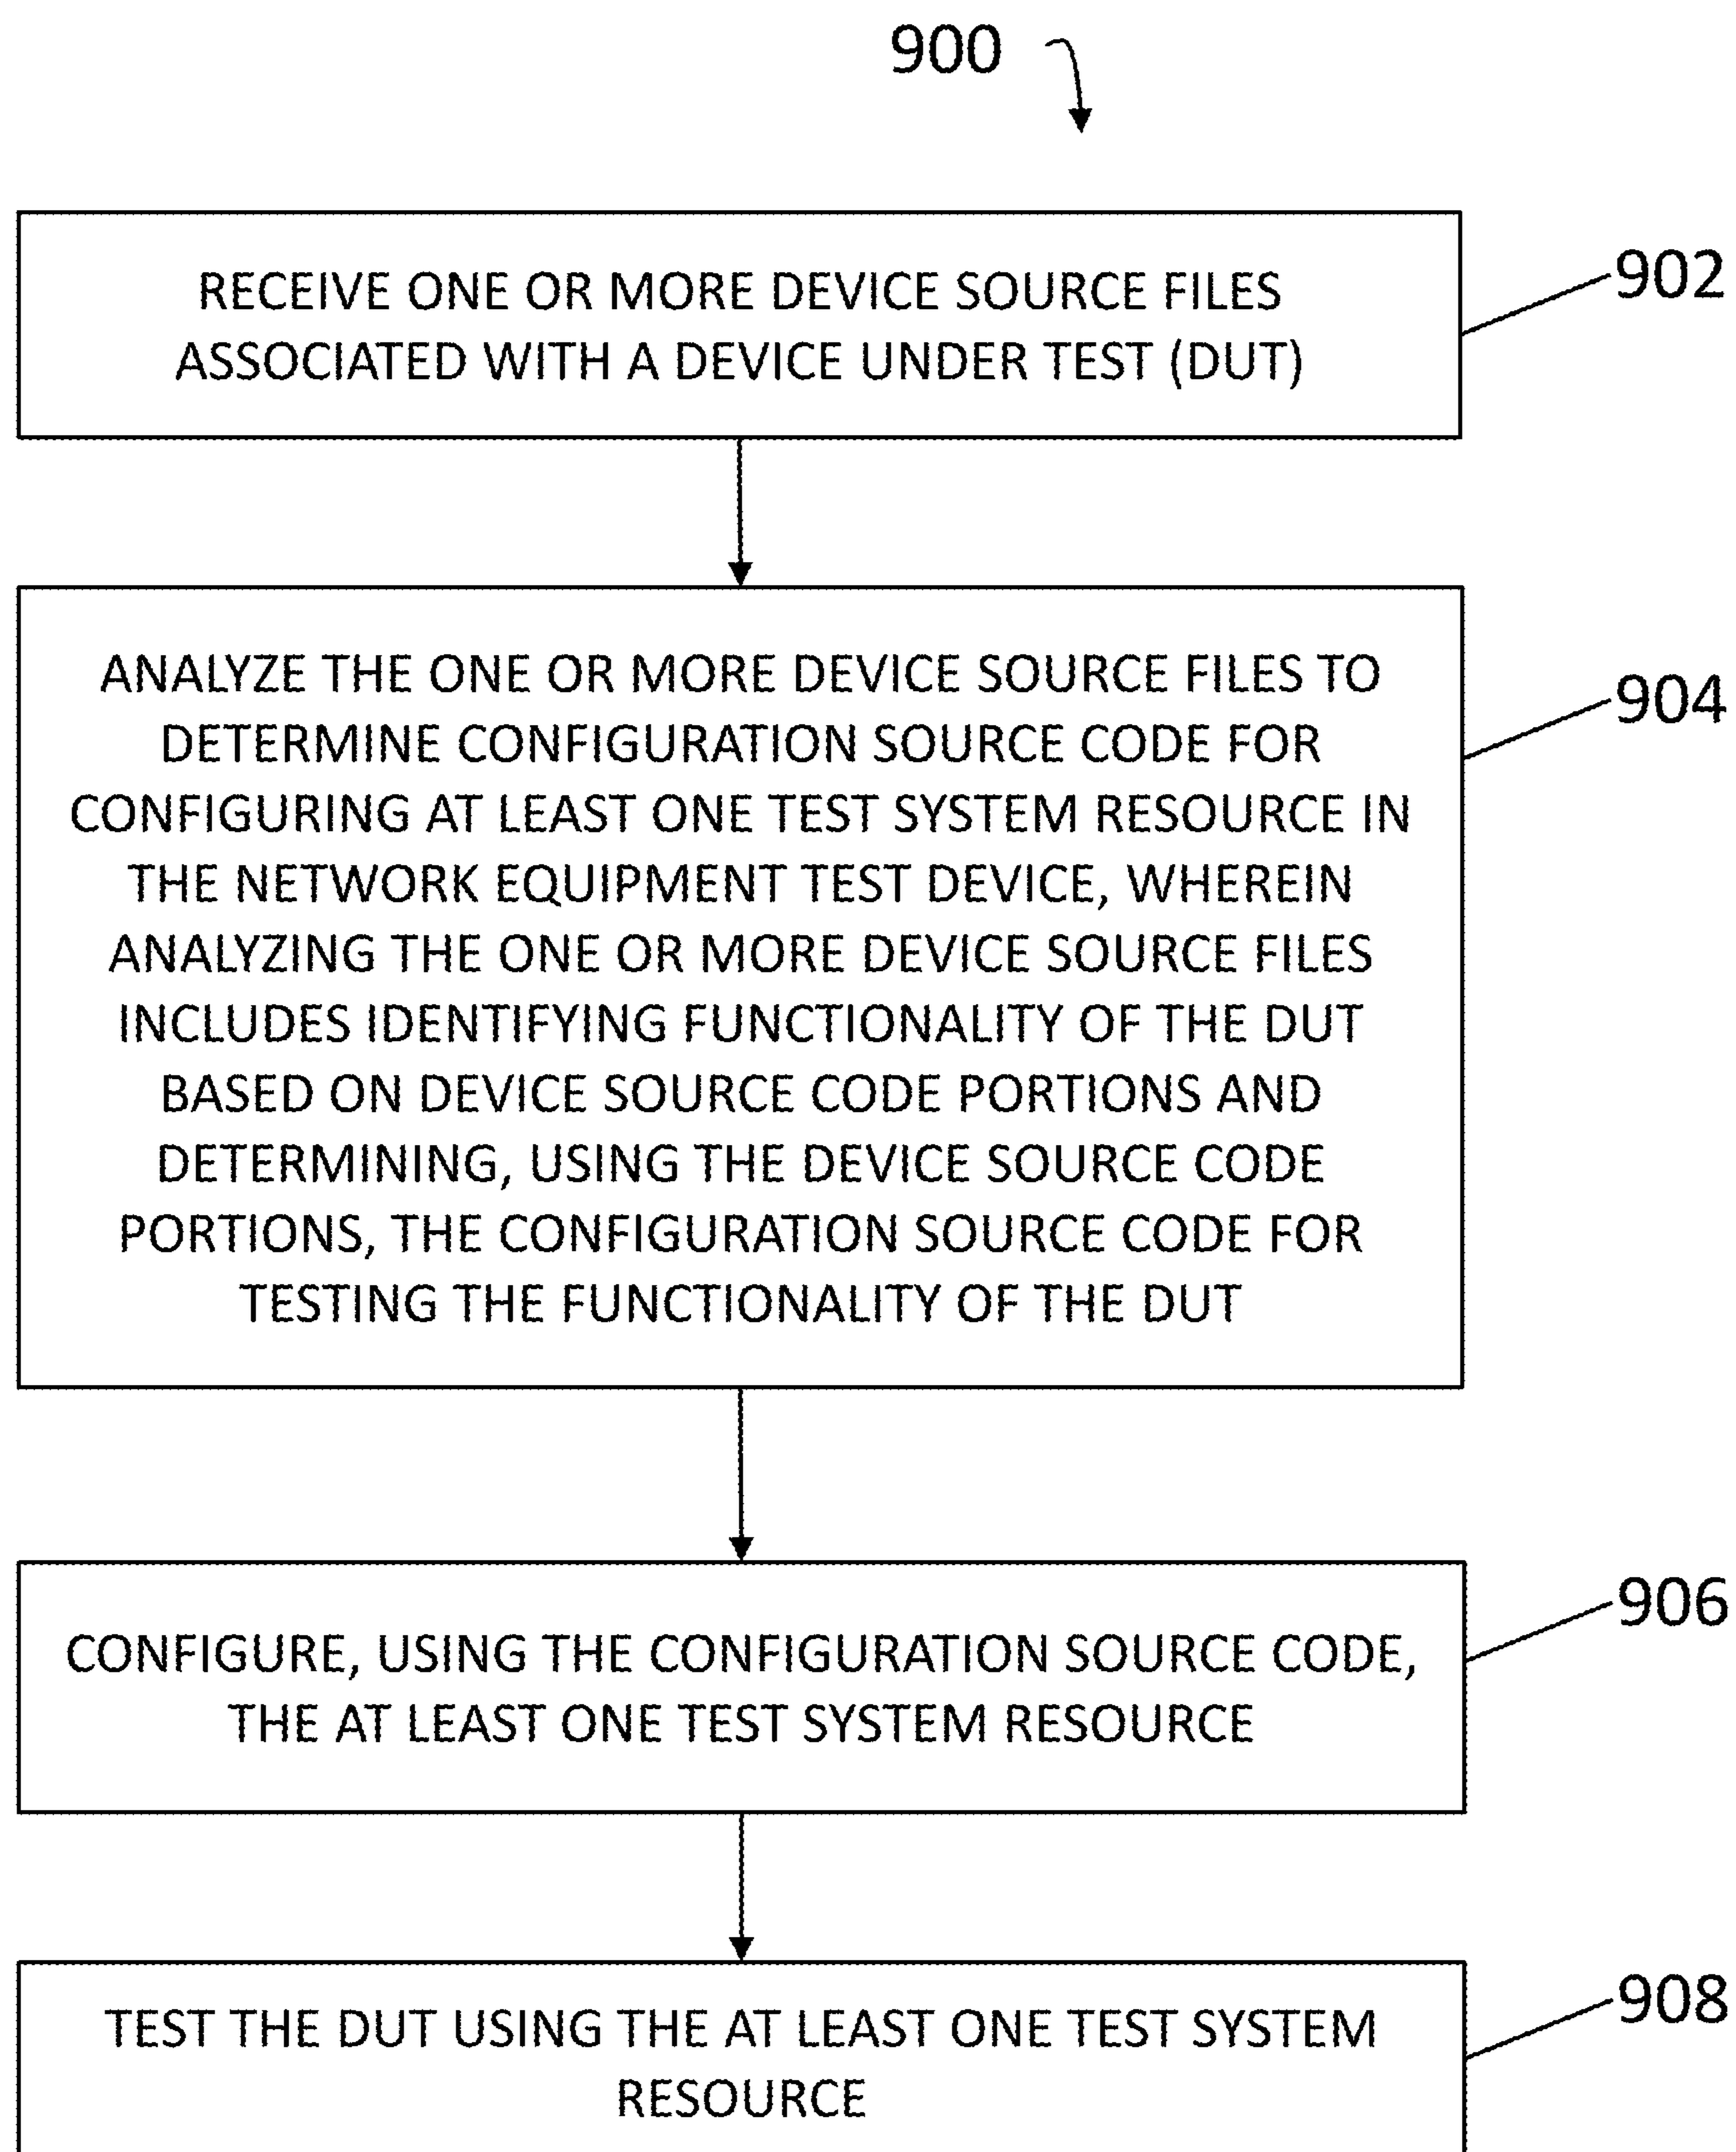 900
RECEIVE ONE OR MORE DEVICE SOURCE FILES
ASSOCIATED WITH A DEVICE UNDER TEST (DUT)
902
ANALYZE THE ONE OR MORE DEVICE SOURCE FILES TO
DETERMINE CONFIGURATION SOURCE CODE FOR
CONFIGURING AT LEAST ONE TEST SYSTEM RESOURCE IN
THE NETWORK EQUIPMENT TEST DEVICE, WHEREIN
ANALYZING THE ONE OR MORE DEVICE SOURCE FILES
INCLUDES IDENTIFYING FUNCTIONALITY OF THE DUT
BASED ON DEVICE SOURCE CODE PORTIONS AND
DETERMINING, USING THE DEVICE SOURCE CODE
PORTIONS, THE CONFIGURATION SOURCE CODE FOR
TESTING THE FUNCTIONALITY OF THE DUT
904
CONFIGURE, USING THE CONFIGURATION SOURCE CODE,
THE AT LEAST ONE TEST SYSTEM RESOURCE
906
TEST THE DUT USING THE AT LEAST ONE TEST SYSTEM
RESOURCE
908